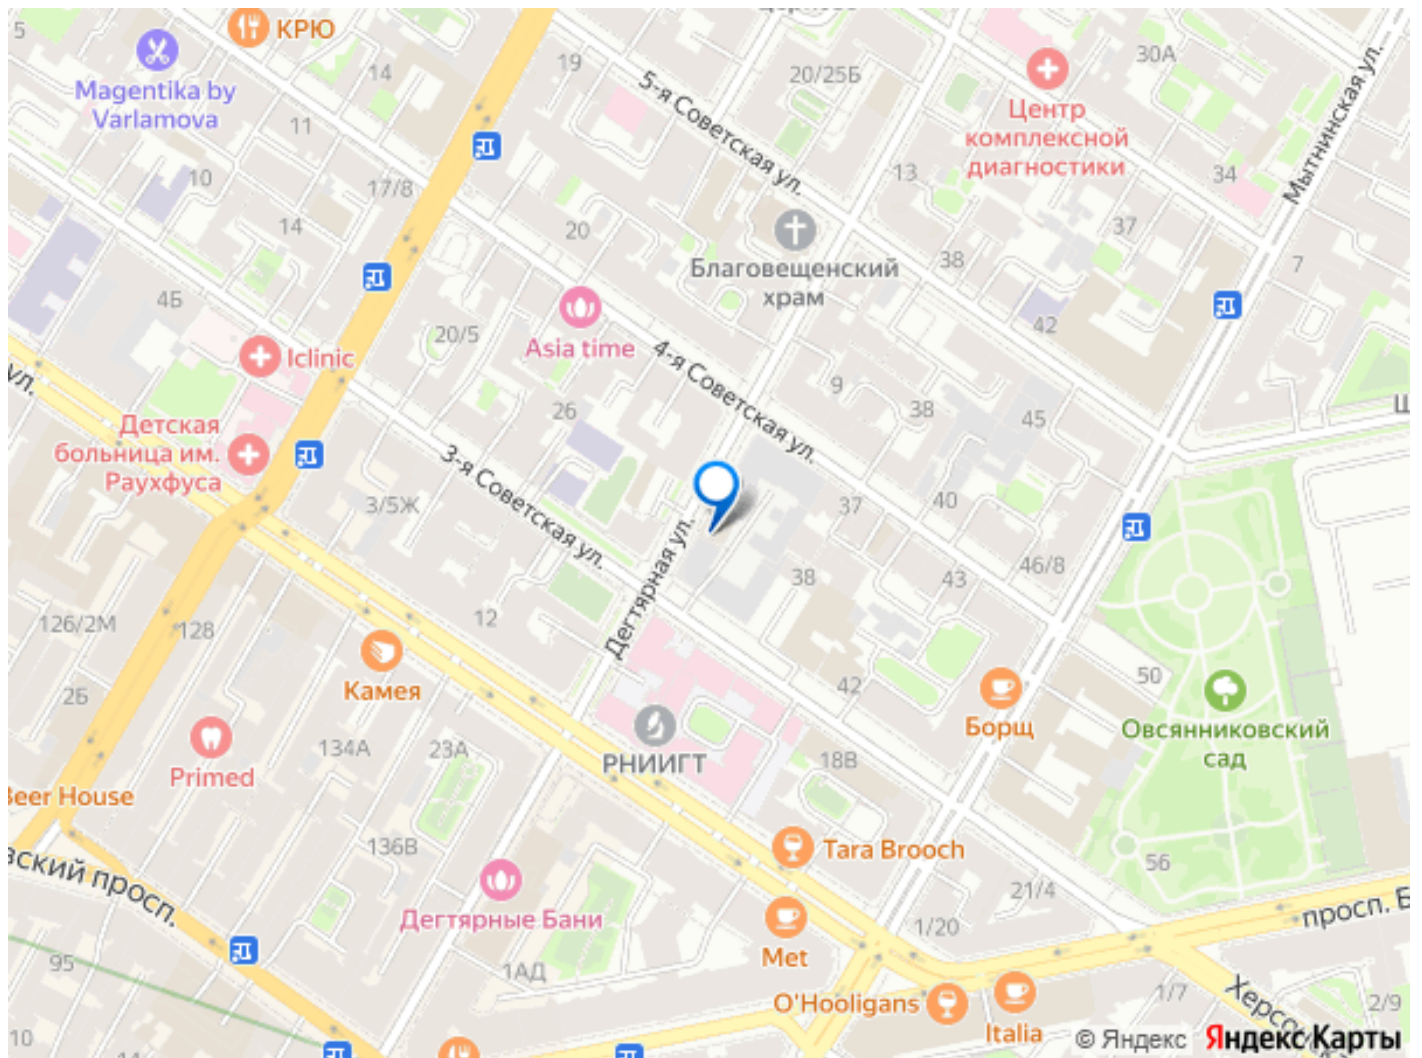 5
КРЮ
19
20/25Б
30А
Magentika by
Varlamova
14
11
5-я Советская ул.
Центр
комплексной
диагностики
Мытнинская ул.
10
17/8
13
34
14
20
Благовещенский
храм
38
37
7
4Б
20/5
Asia time
42
Iclinic
4-я Советская ул.
9
ул.
26
38
45
Детская
больница им.
Раухфуса
3-я Советская ул.
3/5Ж
37
40
Дегтярная ул.
38
43
46/8
126/2М
128
12
Камея
2Б
42
50
Борщ
Овсянниковский
сад
Primed
134А
23А
РНИИГТ
18В
Beer House
136В
Tara Brooch
56
Дегтярные Бани
21/4
просп. Б
1/20
Met
95
1АД
O'Hooligans
Italia
1/7
2/9
10
14
© Яндекс Яндекс Карты